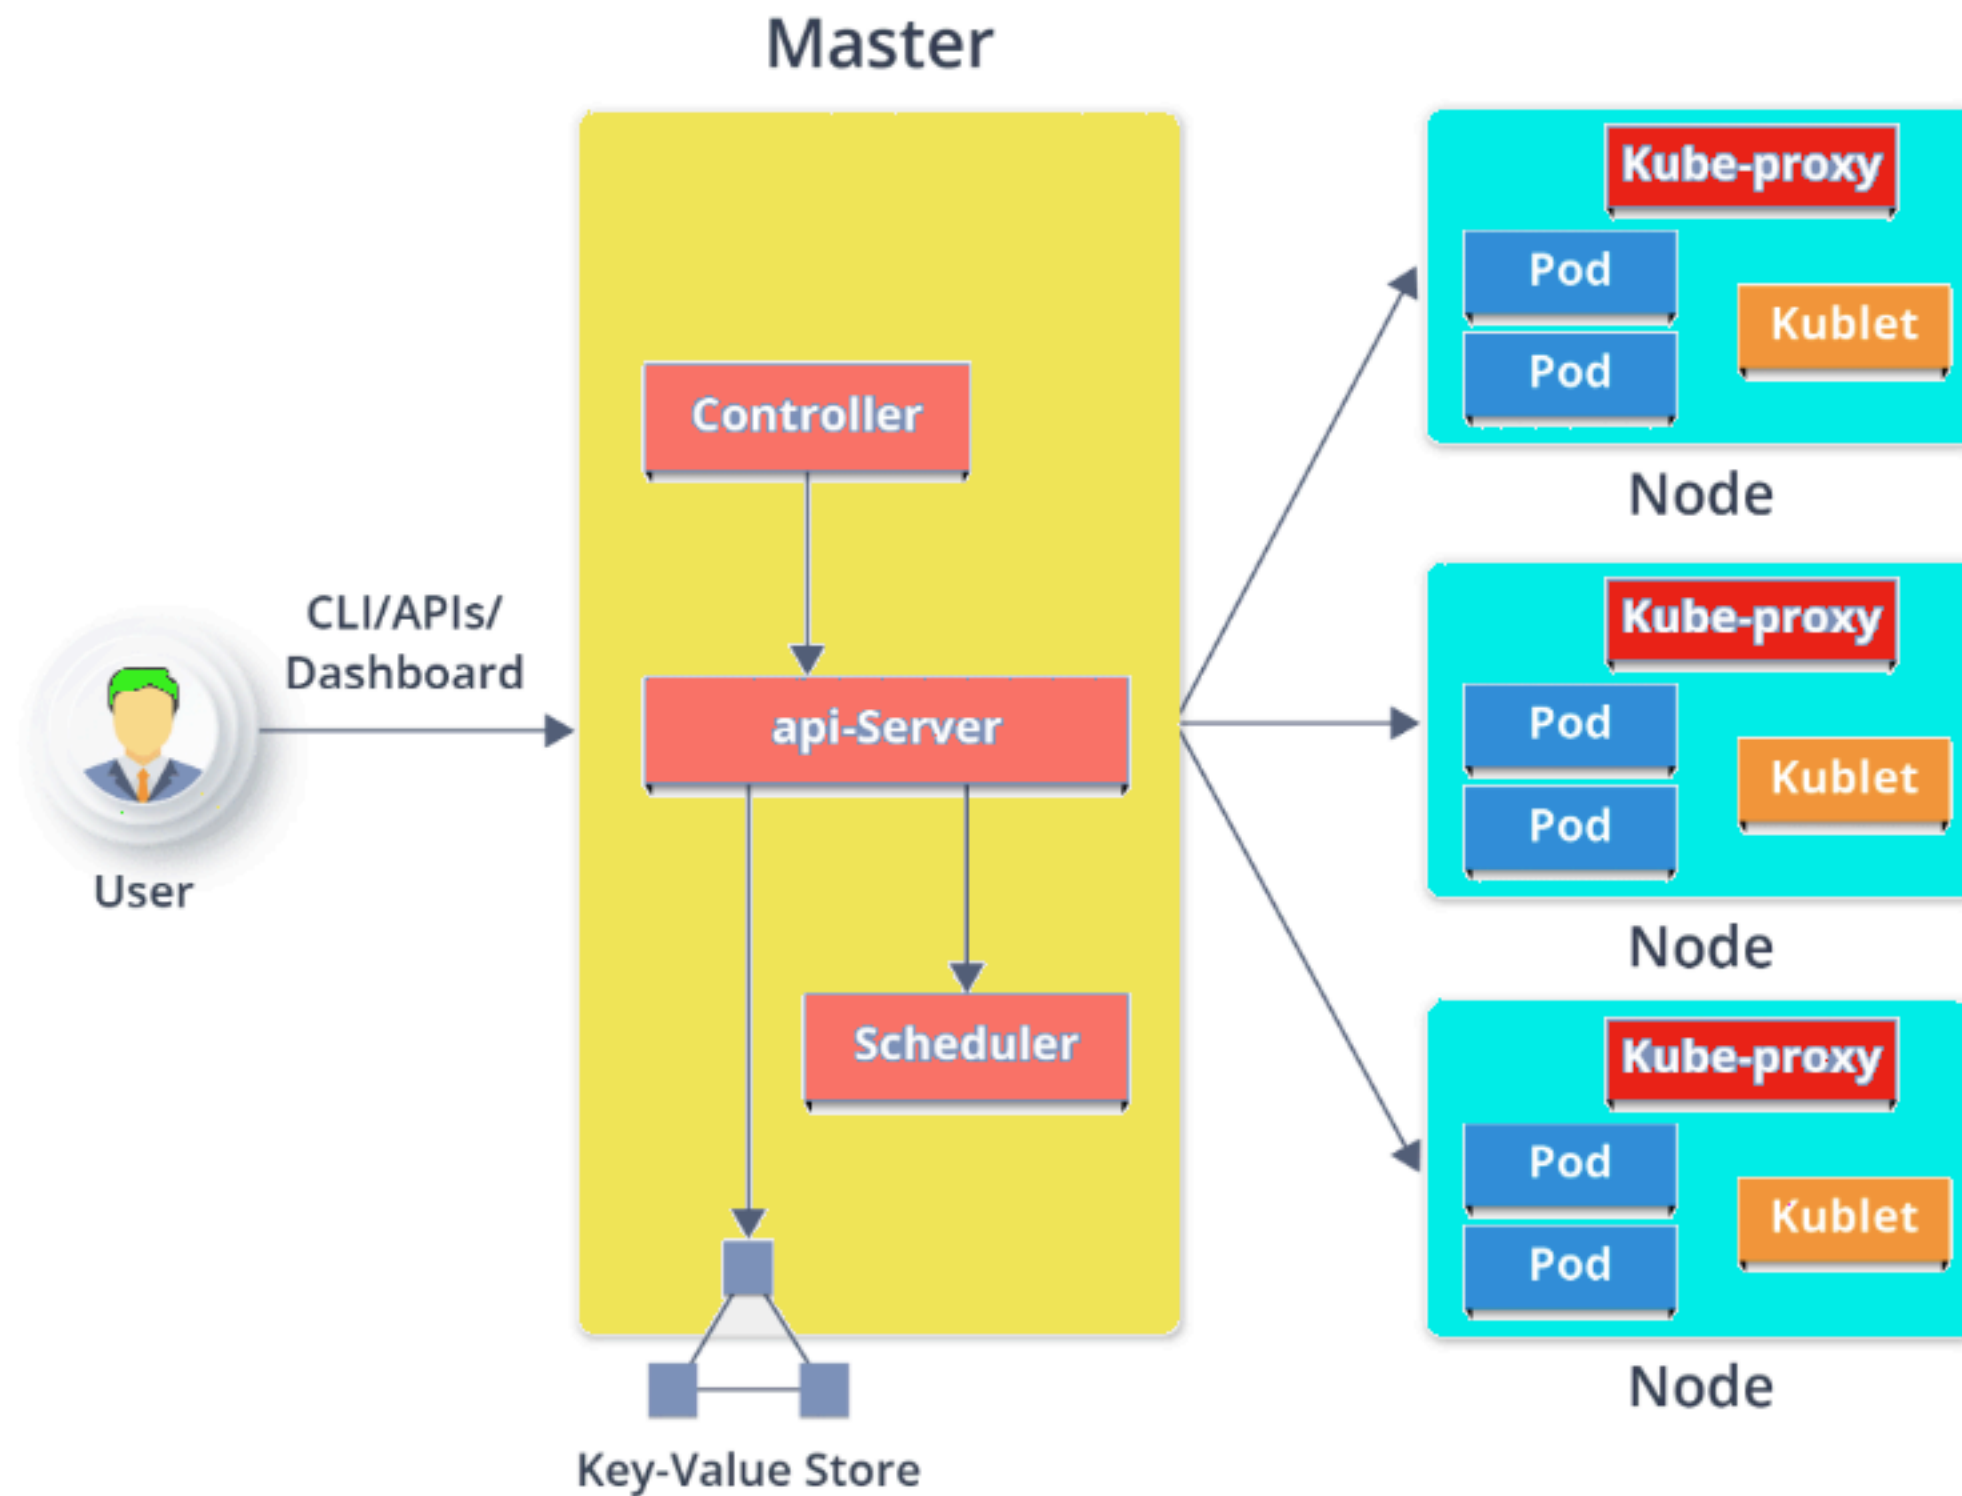 Master
Controller
api-Server
Scheduler
CLI/APIs/
Dashboard
User
Key-Value Store
Kube-proxy
Pod
Pod
Kublet
Node
Kube-proxy
Pod
Pod
Kublet
Node
Kube-proxy
Pod
Pod
Kublet
Node